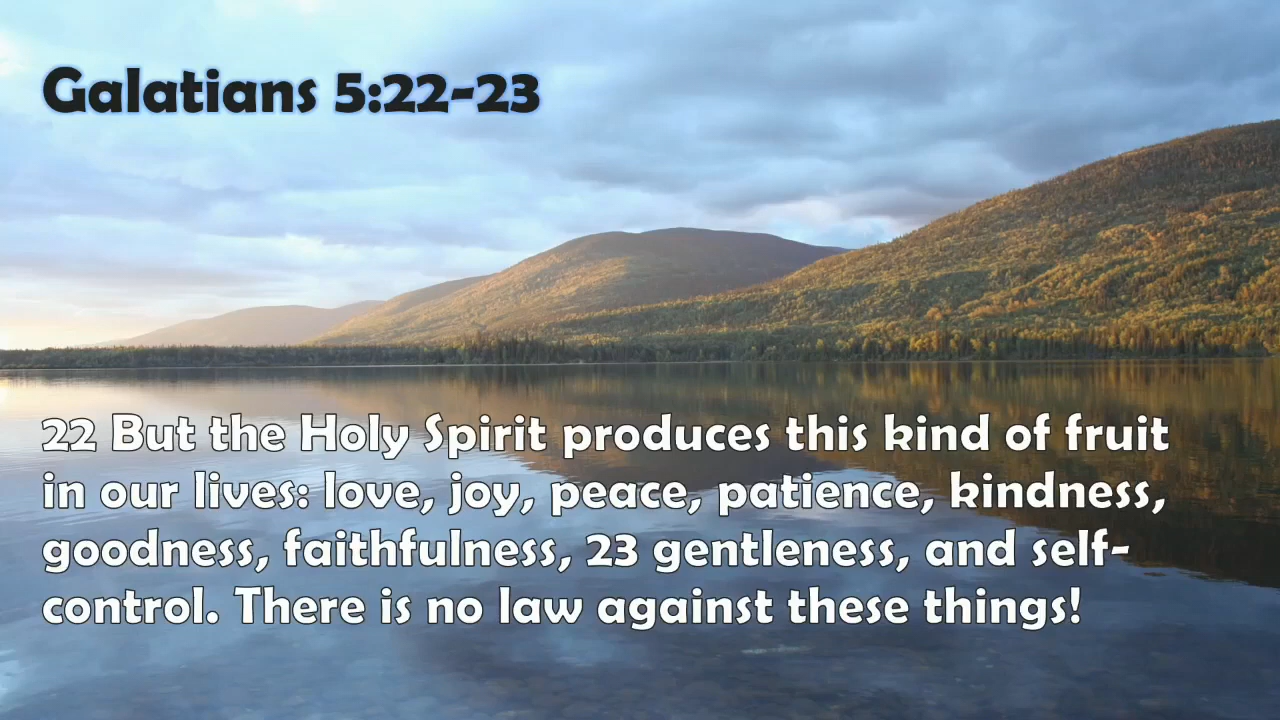 Galatians 5:22-23
22 But the Holy Spirit produces this kind of fruit
in our lives: love, joy, peace, patience, kindness,
goodness, faithfulness, 23 gentleness, and self-
control. There is no law against these things!